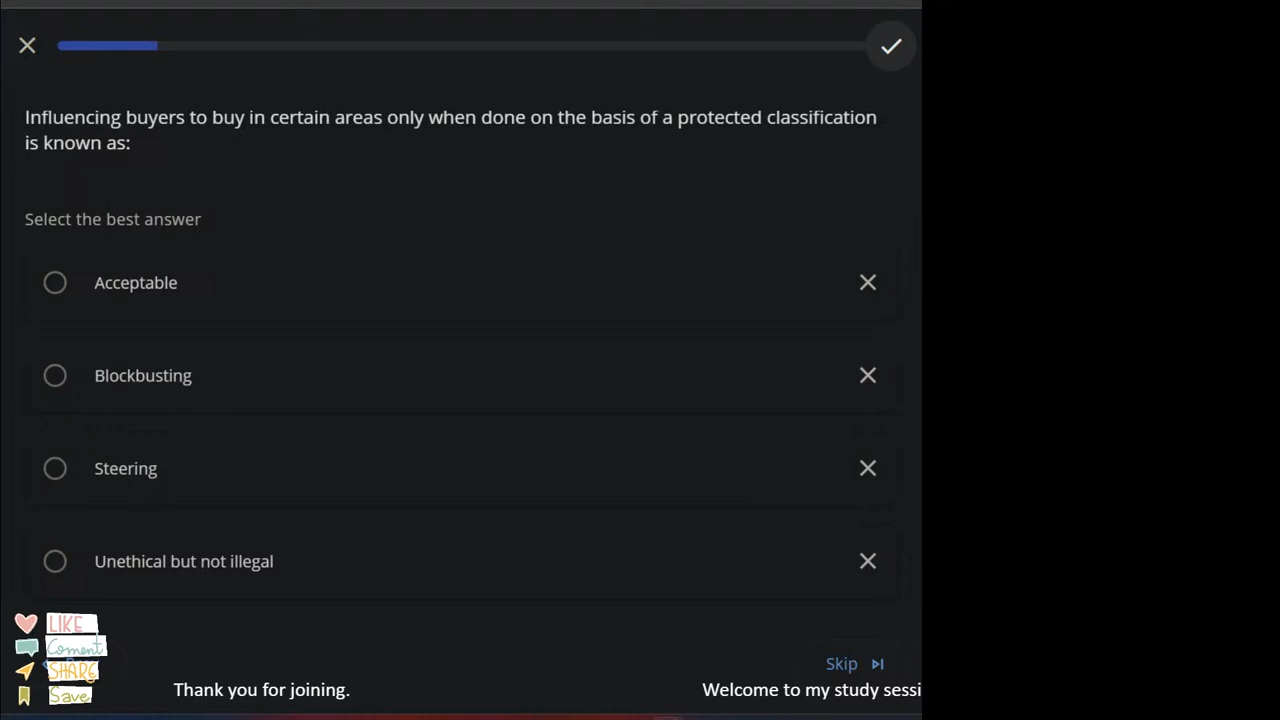 Influencing buyers to buy in certain areas only when done on the basis of a protected classification
is known as:
Select the best answer
Acceptable
Blockbusting
Steering
Unethical but not illegal
LIKE
Coment
SHARE
Save
Skip
Thank you for joining.
Welcome to my study sessi